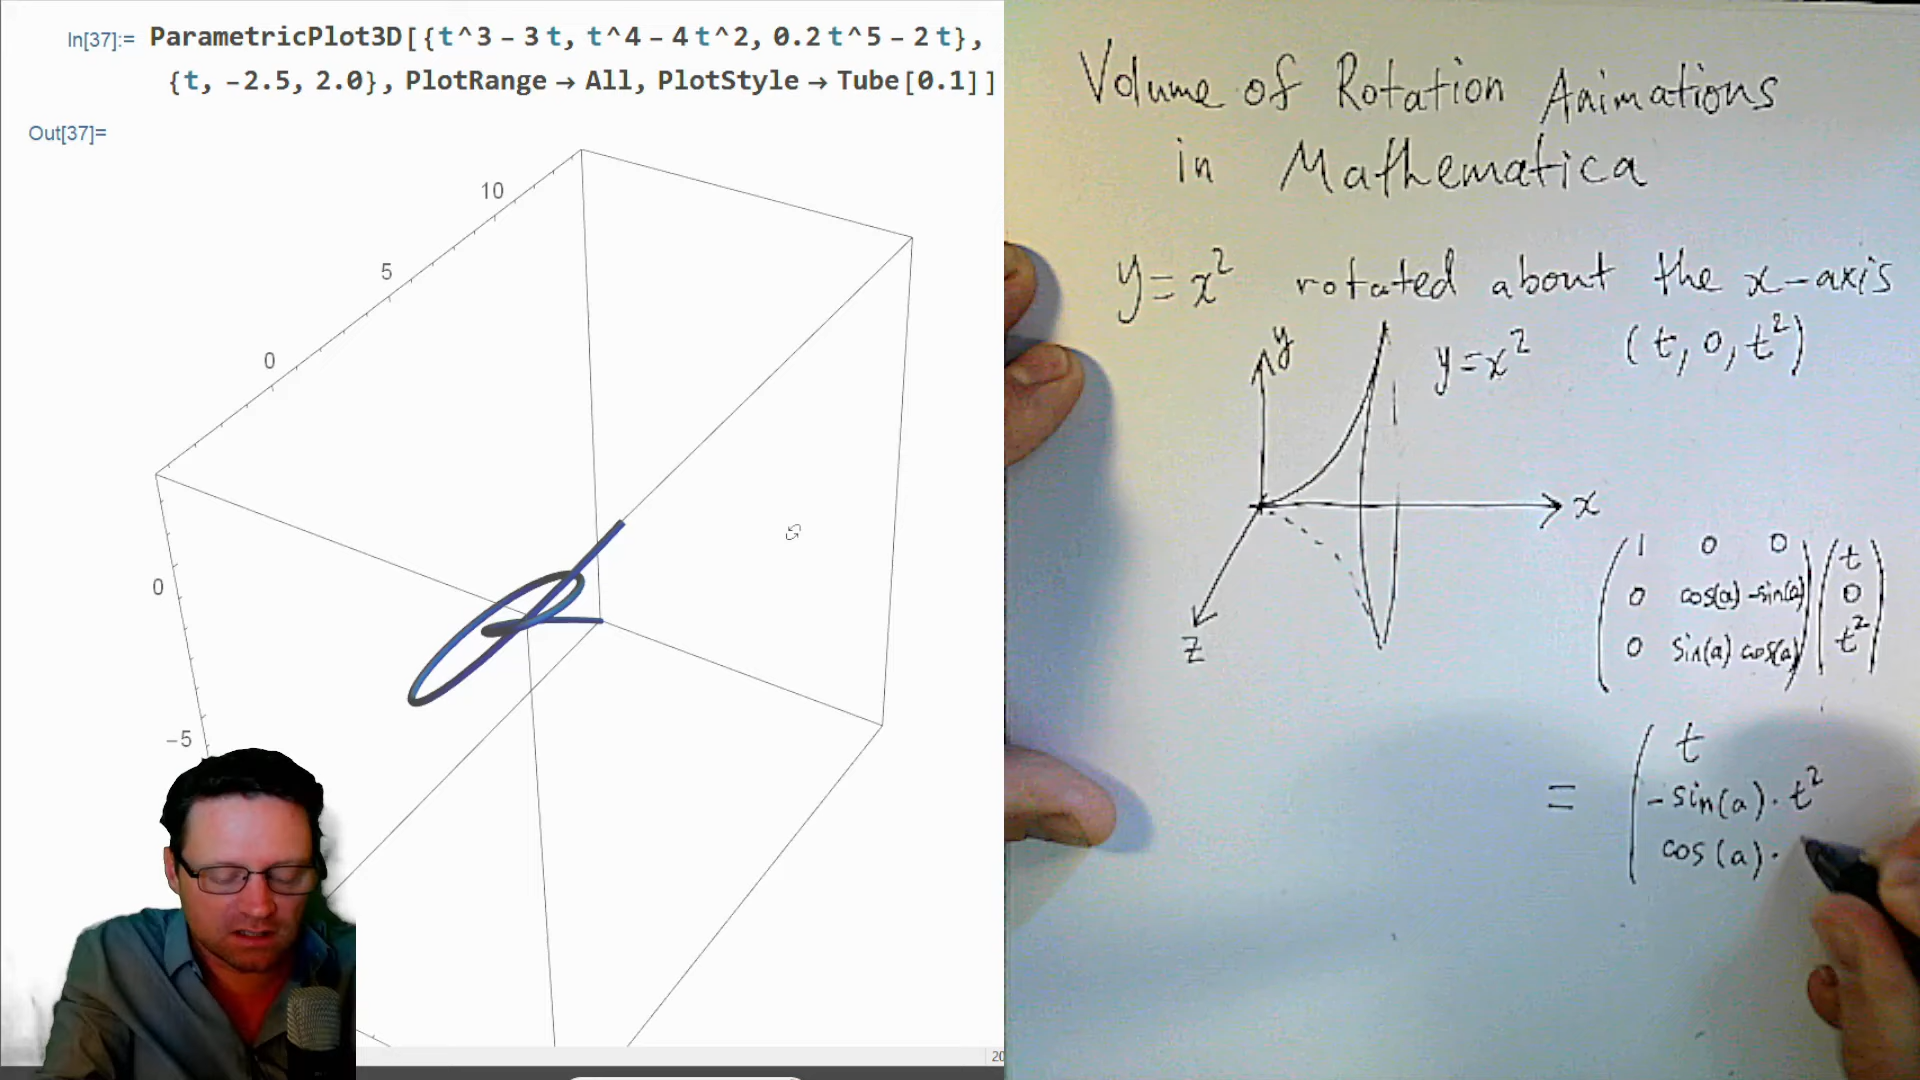 In[37]:= ParametricPlot3D[{t^3 - 3 t, t^4 - 4 t^2, 0.2 t^5 - 2 t},
{t, -2.5, 2.0}, PlotRange → All, PlotStyle → Tube[0.1]]
Out[37]=
10
5
0
0
-5
20
Volume of Rotation Animations
in Mathematica
y = x² rotated about the x-axis
y
y = x²
(t, 0, t²)
x
z
1 0 0 t
0 cos(a) -sin(a) 0
0 sin(a) cos(a) t²
t
= -sin(a) · t²
cos(a) ·